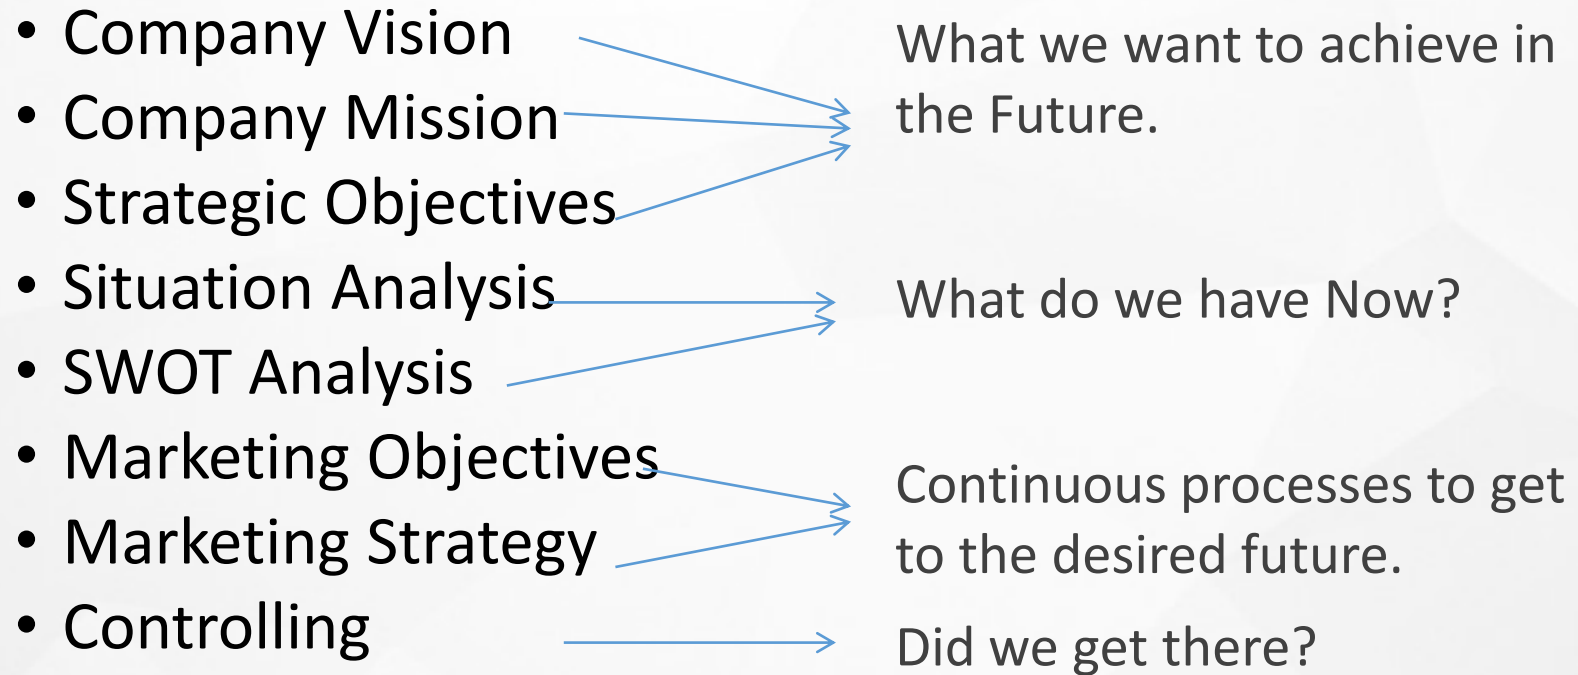 • Company Vision
• Company Mission
• Strategic Objectives
• Situation Analysis
• SWOT Analysis
• Marketing Objectives
• Marketing Strategy
• Controlling
What we want to achieve in
the Future.
What do we have Now?
Continuous processes to get
to the desired future.
Did we get there?